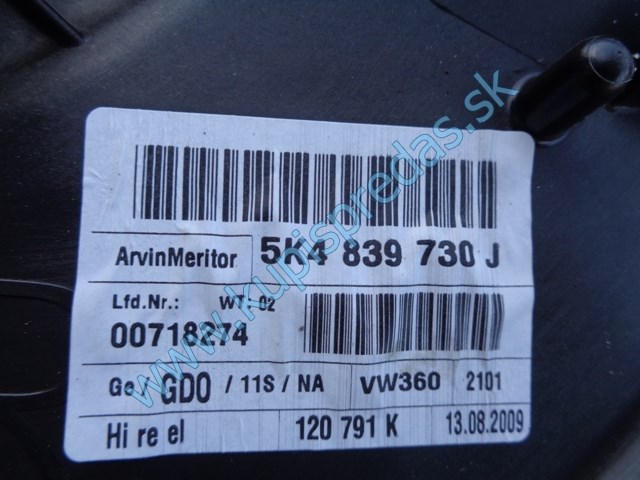 ArvinMeritor 5K4 839 730 J
Lfd.Nr.: WT: 02
00718274
Ge / GDO / 11S / NA VW360 2101
Hi re el 120 791 K 13.08.2009
www.kupispredas.sk